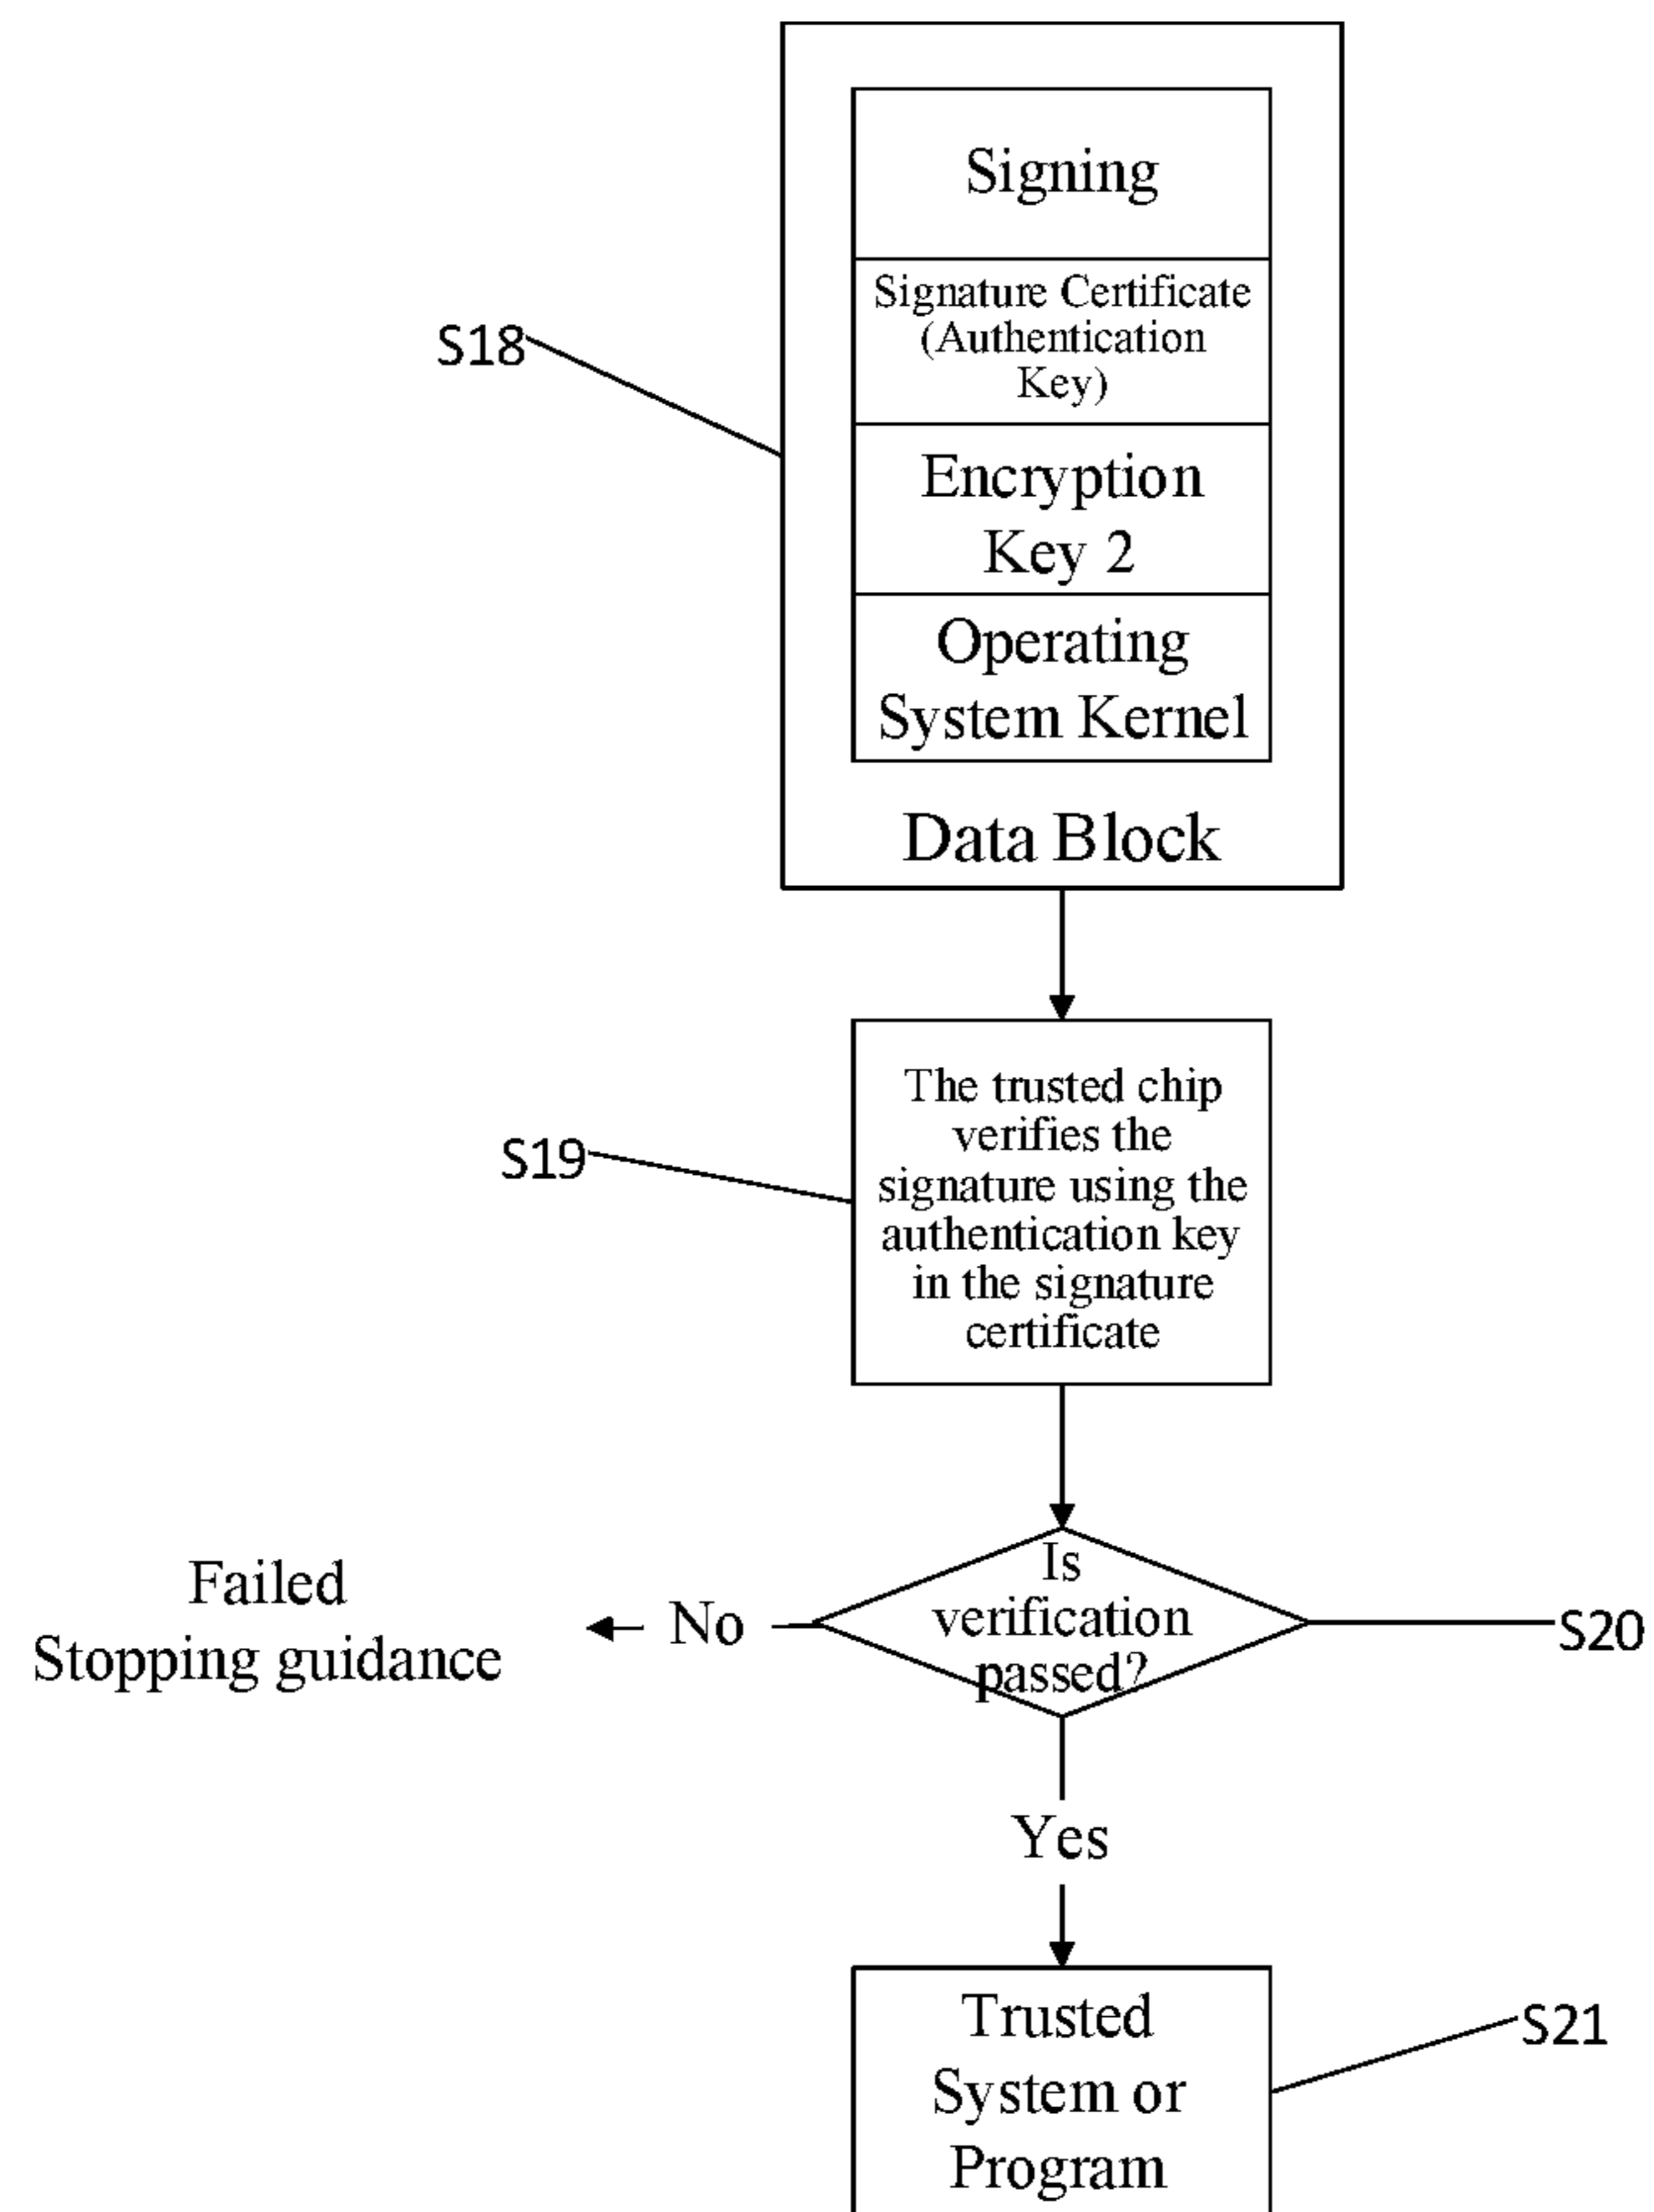 Signing
Signature Certificate
(Authentication
Key)
S18
Encryption
Key 2
Operating
System Kernel
Data Block
The trusted chip
verifies the
signature using the
authentication key
in the signature
certificate
S19
Is
verification
passed?
S20
No
Failed
Stopping guidance
Yes
Trusted
System or
Program
S21